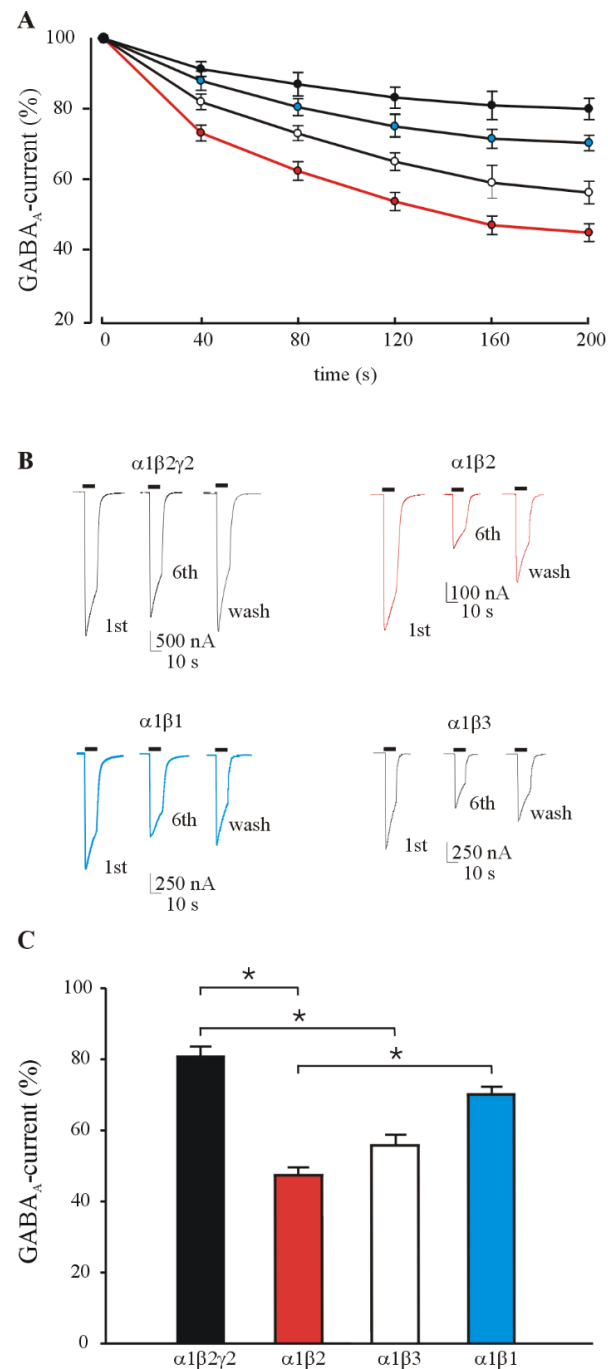 A
100
80
60
40
20
GABA_A-current (%)
0 40 80 120 160 200
time (s)
B
α1β2γ2
1st
6th
wash
500 nA
10 s
α1β2
1st
6th
wash
100 nA
10 s
α1β1
1st
6th
wash
250 nA
10 s
α1β3
1st
6th
wash
250 nA
10 s
C
100
80
60
40
20
0
GABA_A-current (%)
*
*
*
α1β2γ2 α1β2 α1β3 α1β1